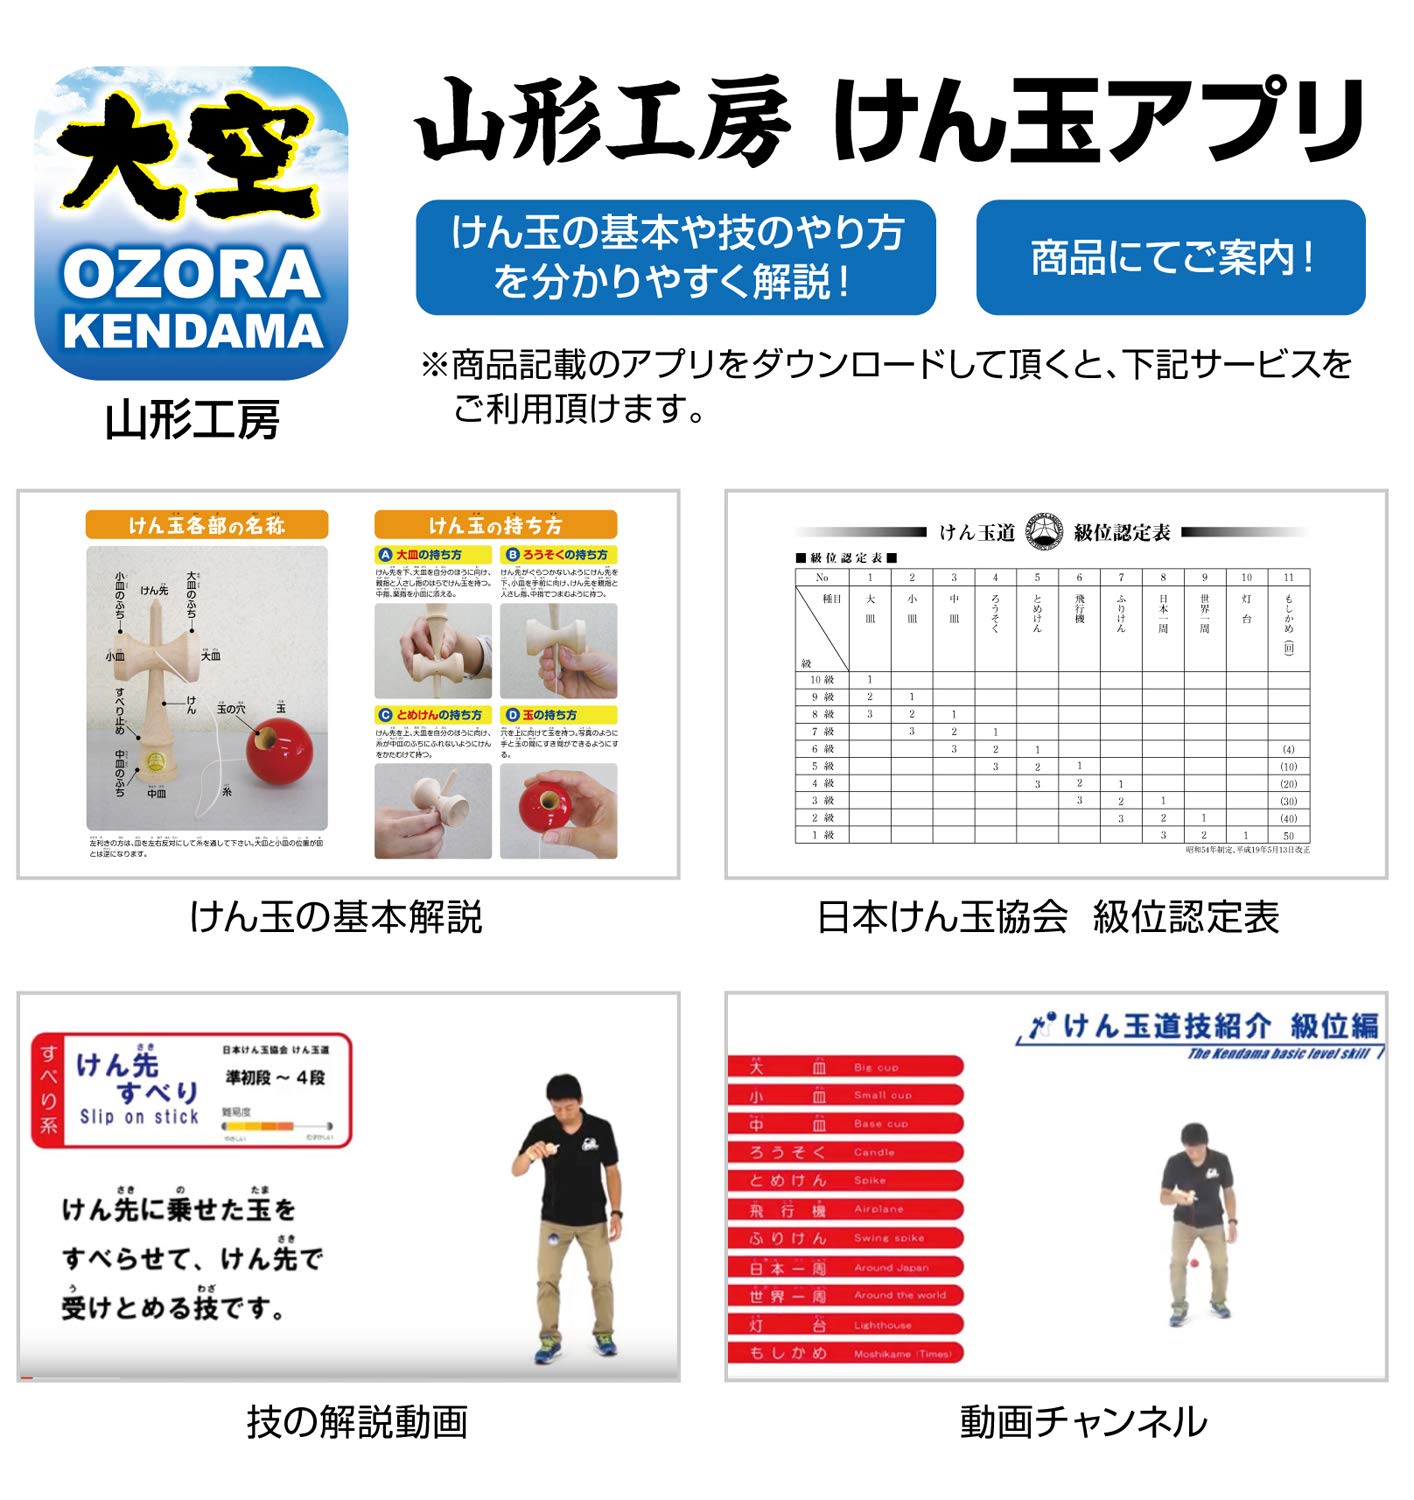 大空
OZORA
KENDAMA
山形工房
山形工房 けん玉アプリ
けん玉の基本や技のやり方
を分かりやすく解説！
商品にてご案内！
※商品記載のアプリをダウンロードして頂くと、下記サービスを
ご利用頂けます。
けん玉各部の名称
小皿のふち
けん先
大皿のふち
小皿
大皿
すべり止め
けん
玉の穴
玉
中皿のふち
中皿
糸
左利きの方は、皿を左右反対にして糸を通して下さい。大皿と小皿の位置が図
とは逆になります。
けん玉の持ち方
A 大皿の持ち方
けん先を下、大皿を自分のほうに向け、
親指と人さし指のはらでけん玉を持つ。
中指、薬指を小皿に添える。
B ろうそくの持ち方
けん先がぐらつかないようにけん先を
下、小皿を手前に向け、けん先を親指と
人さし指、中指でつまむように持つ。
C とめけんの持ち方
けん先を上、大皿を自分のほうに向け、
糸が中皿のふちにふれないようにけん
をかたむけて持つ。
D 玉の持ち方
穴を上に向けて玉を持つ。写真のように
手と玉の間にすき間ができるようにす
る。
けん玉の基本解説
けん玉道 級位認定表
■級位認定表■
No 1 2 3 4 5 6 7 8 9 10 11
種目 大皿 小皿 中皿 ろうそく とめけん 飛行機 ふりけん 日本一周 世界一周 灯台 もしかめ(回)
級
10級 1
9級 2 1
8級 3 2 1
7級 3 2 1
6級 3 2 1 (4)
5級 3 2 1 (10)
4級 3 2 1 (20)
3級 3 2 1 (30)
2級 3 2 1 (40)
1級 3 2 1 50
昭和54年制定、平成19年5月13日改正
日本けん玉協会 級位認定表
すべり系
けん先
すべり
Slip on stick
日本けん玉協会 けん玉道
準初段 ～ 4段
難易度
やさしい むずかしい
けん先に乗せた玉を
すべらせて、けん先で
受けとめる技です。
技の解説動画
けん玉道技紹介 級位編
The Kendama basic level skill
大皿 Big cup
小皿 Small cup
中皿 Base cup
ろうそく Candle
とめけん Spike
飛行機 Airplane
ふりけん Swing spike
日本一周 Around Japan
世界一周 Around the world
灯台 Lighthouse
もしかめ Moshikame (Times)
動画チャンネル